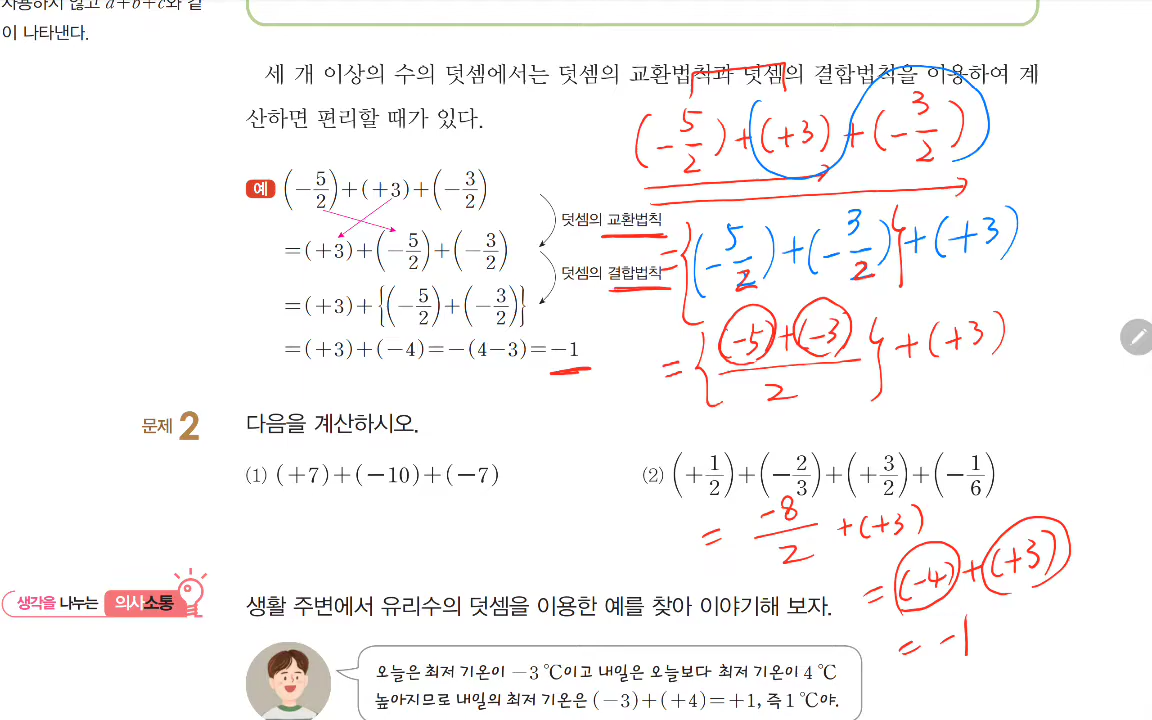 사용하지 않고 a+b+c와 같
이 나타낸다.
세 개 이상의 수의 덧셈에서는 덧셈의 교환법칙과 덧셈의 결합법칙을 이용하여 계
산하면 편리할 때가 있다.
(-5/2)+(+3)+(-3/2)
예 (-5/2)+(+3)+(-3/2)
덧셈의 교환법칙
=(+3)+(-5/2)+(-3/2)
={(-5/2)+(-3/2)}+(+3)
덧셈의 결합법칙
=(+3)+{(-5/2)+(-3/2)}
=(+3)+(-4)=-(4-3)=-1
={(-5)+(-3)/2}+(+3)
문제 2 다음을 계산하시오.
(1) (+7)+(-10)+(-7)
(2) (+1/2)+(-2/3)+(+3/2)+(-1/6)
= -8/2 +(+3)
=(-4)+(+3)
= -1
생각을 나누는 의사소통
생활 주변에서 유리수의 덧셈을 이용한 예를 찾아 이야기해 보자.
오늘은 최저 기온이 -3 ℃이고 내일은 오늘보다 최저 기온이 4 ℃
높아지므로 내일의 최저 기온은 (-3)+(+4)=+1, 즉 1 ℃야.